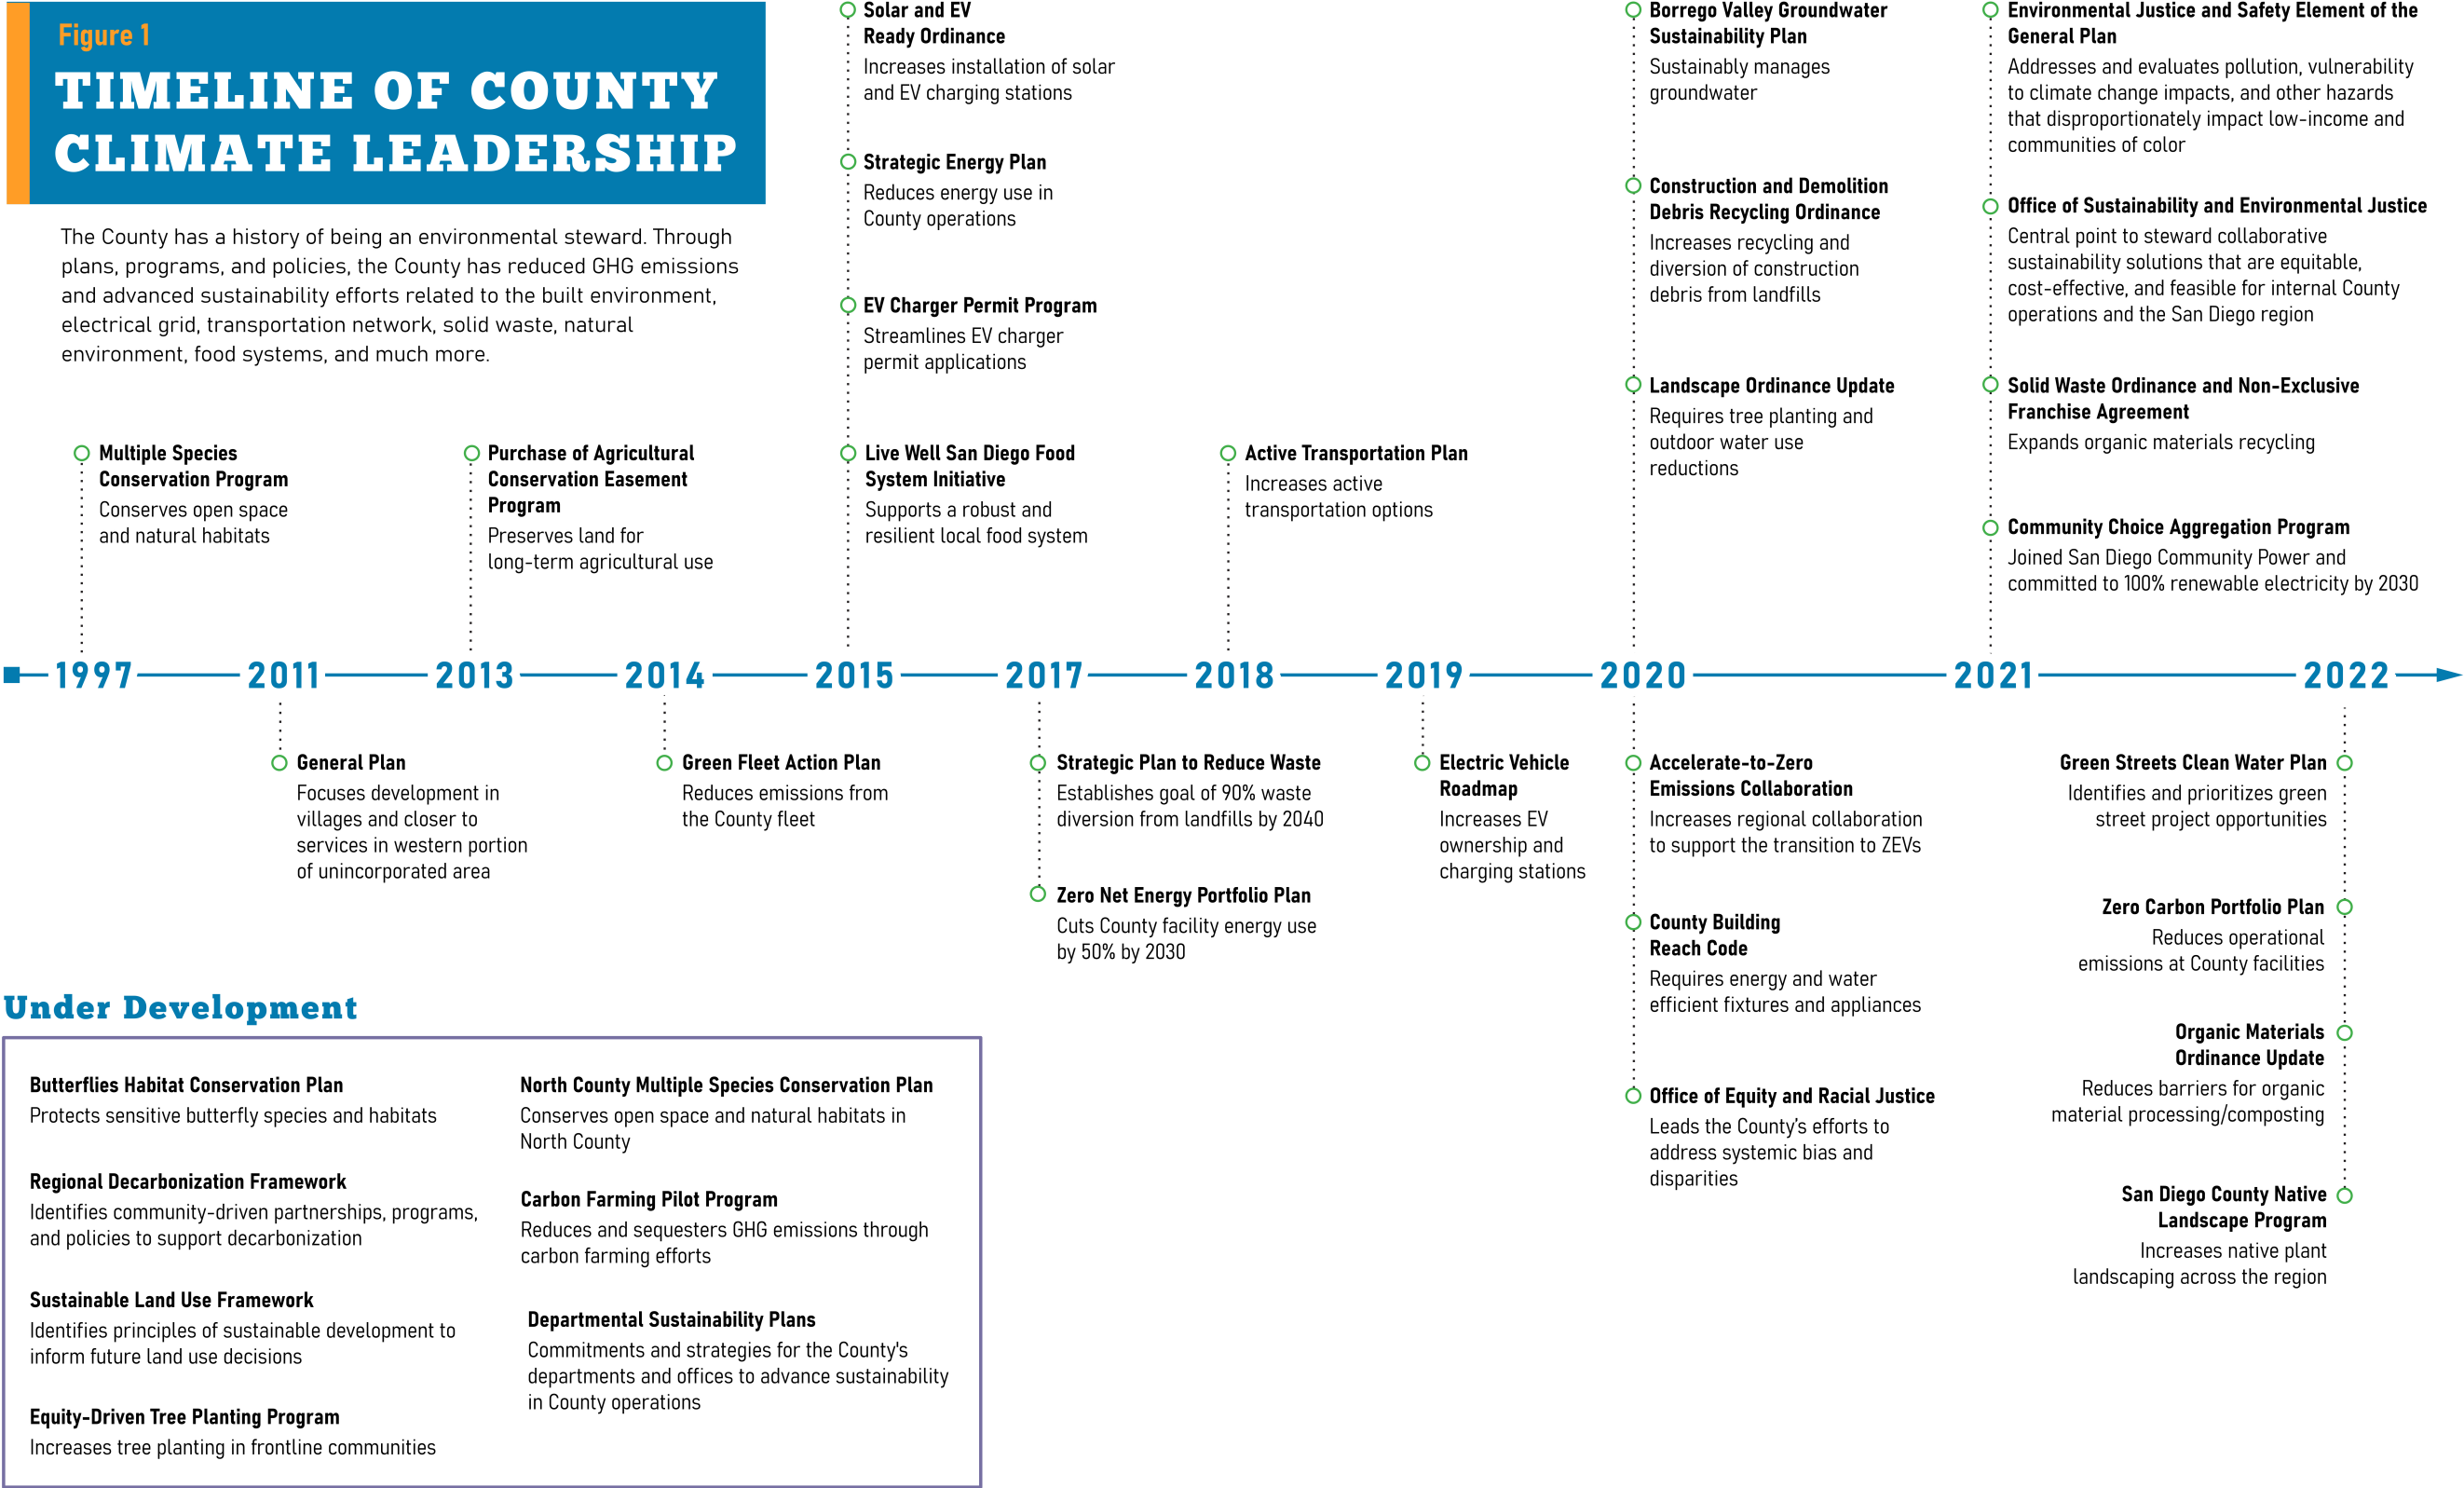 Figure 1
TIMELINE OF COUNTY
CLIMATE LEADERSHIP
The County has a history of being an environmental steward. Through
plans, programs, and policies, the County has reduced GHG emissions
and advanced sustainability efforts related to the built environment,
electrical grid, transportation network, solid waste, natural
environment, food systems, and much more.
Multiple Species
Conservation Program
Conserves open space
and natural habitats
Purchase of Agricultural
Conservation Easement
Program
Preserves land for
long-term agricultural use
Solar and EV
Ready Ordinance
Increases installation of solar
and EV charging stations
Strategic Energy Plan
Reduces energy use in
County operations
EV Charger Permit Program
Streamlines EV charger
permit applications
Live Well San Diego Food
System Initiative
Supports a robust and
resilient local food system
Active Transportation Plan
Increases active
transportation options
Borrego Valley Groundwater
Sustainability Plan
Sustainably manages
groundwater
Construction and Demolition
Debris Recycling Ordinance
Increases recycling and
diversion of construction
debris from landfills
Landscape Ordinance Update
Requires tree planting and
outdoor water use
reductions
Environmental Justice and Safety Element of the
General Plan
Addresses and evaluates pollution, vulnerability
to climate change impacts, and other hazards
that disproportionately impact low-income and
communities of color
Office of Sustainability and Environmental Justice
Central point to steward collaborative
sustainability solutions that are equitable,
cost-effective, and feasible for internal County
operations and the San Diego region
Solid Waste Ordinance and Non-Exclusive
Franchise Agreement
Expands organic materials recycling
Community Choice Aggregation Program
Joined San Diego Community Power and
committed to 100% renewable electricity by 2030
1997 2011 2013 2014 2015 2017 2018 2019 2020 2021 2022
General Plan
Focuses development in
villages and closer to
services in western portion
of unincorporated area
Green Fleet Action Plan
Reduces emissions from
the County fleet
Strategic Plan to Reduce Waste
Establishes goal of 90% waste
diversion from landfills by 2040
Zero Net Energy Portfolio Plan
Cuts County facility energy use
by 50% by 2030
Electric Vehicle
Roadmap
Increases EV
ownership and
charging stations
Accelerate-to-Zero
Emissions Collaboration
Increases regional collaboration
to support the transition to ZEVs
County Building
Reach Code
Requires energy and water
efficient fixtures and appliances
Office of Equity and Racial Justice
Leads the County’s efforts to
address systemic bias and
disparities
Green Streets Clean Water Plan
Identifies and prioritizes green
street project opportunities
Zero Carbon Portfolio Plan
Reduces operational
emissions at County facilities
Organic Materials
Ordinance Update
Reduces barriers for organic
material processing/composting
San Diego County Native
Landscape Program
Increases native plant
landscaping across the region
Under Development
Butterflies Habitat Conservation Plan
Protects sensitive butterfly species and habitats
Regional Decarbonization Framework
Identifies community-driven partnerships, programs,
and policies to support decarbonization
Sustainable Land Use Framework
Identifies principles of sustainable development to
inform future land use decisions
Equity-Driven Tree Planting Program
Increases tree planting in frontline communities
North County Multiple Species Conservation Plan
Conserves open space and natural habitats in
North County
Carbon Farming Pilot Program
Reduces and sequesters GHG emissions through
carbon farming efforts
Departmental Sustainability Plans
Commitments and strategies for the County's
departments and offices to advance sustainability
in County operations